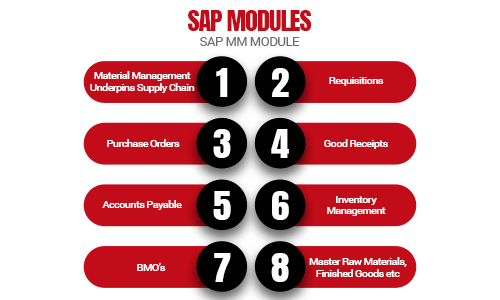 SAP MODULES
SAP MM MODULE
Material Management
Underpins Supply Chain
1
2
Requisitions
Purchase Orders
3
4
Good Receipts
Accounts Payable
5
6
Inventory
Management
BMO's
7
8
Master Raw Materials,
Finished Goods etc